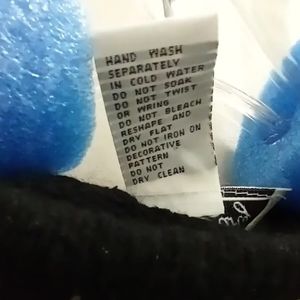 HAND WASH
SEPARATELY
IN COLD WATER
DO NOT SOAK
DO NOT TWIST
OR WRING
DO NOT BLEACH
RESHAPE AND
DRY FLAT
DO NOT IRON ON
DECORATIVE
PATTERN
DO NOT
DRY CLEAN